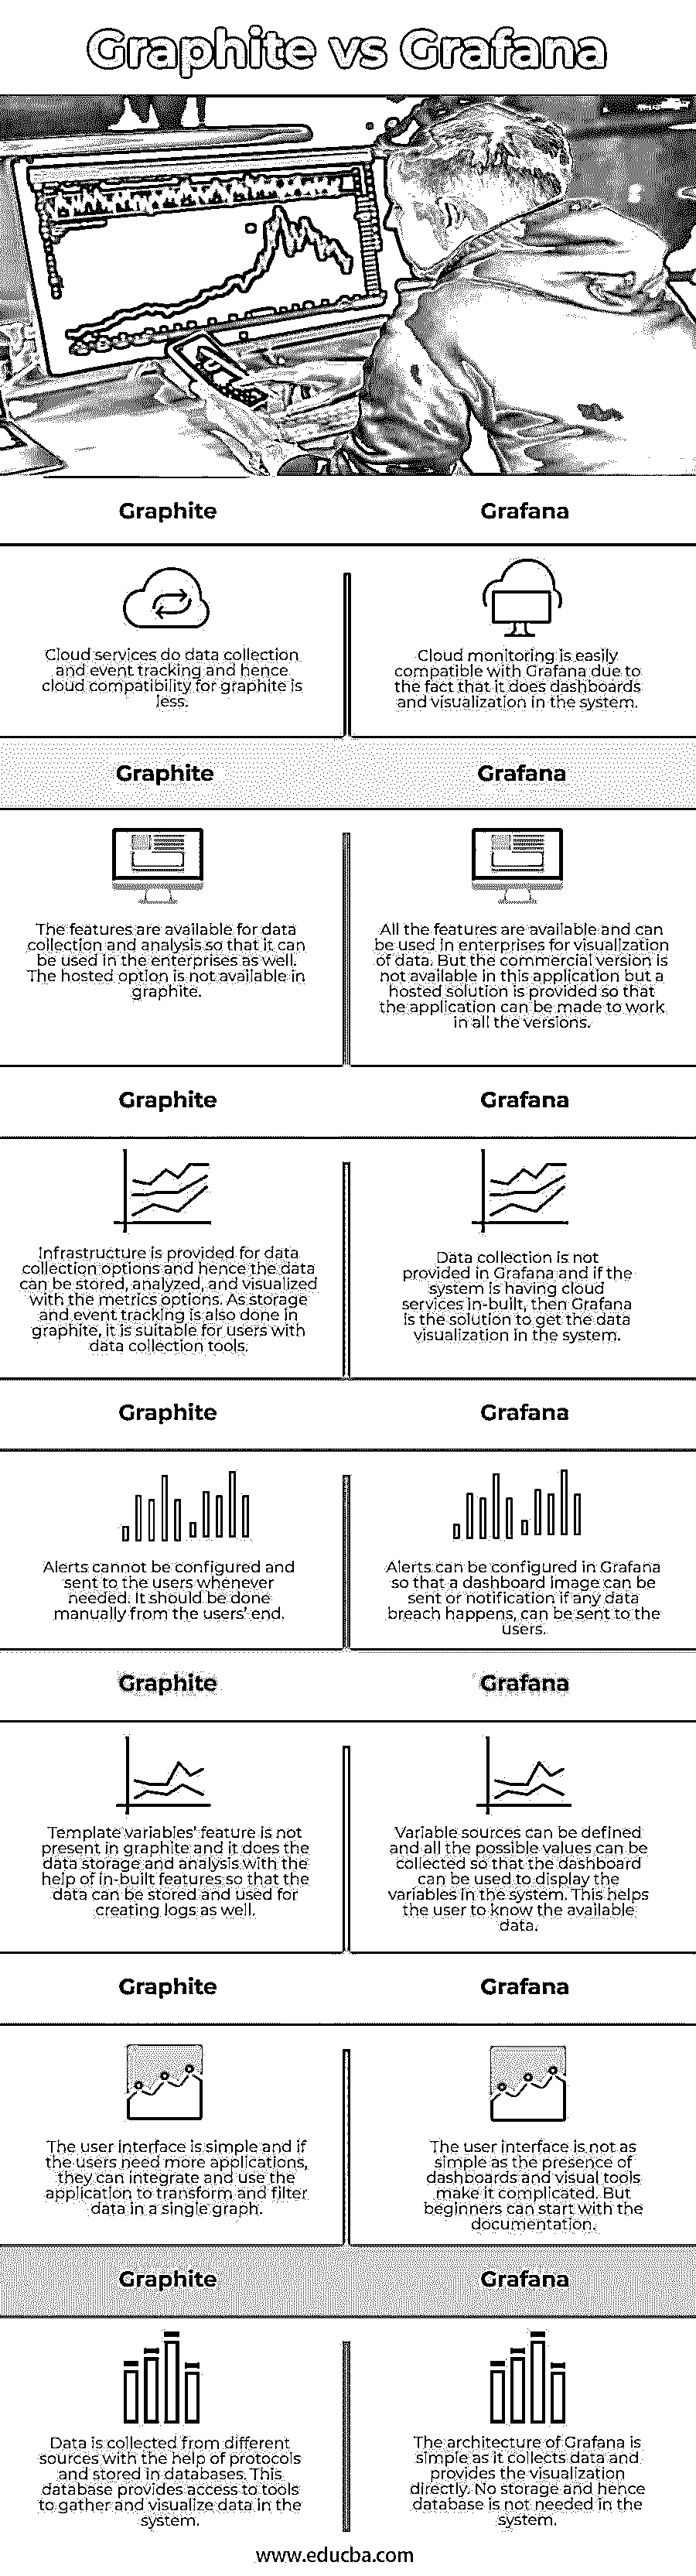 Graphite vs Grafana
Graphite
Grafana
Cloud services do data collection
and event tracking and hence
cloud compatibility for graphite is
less.
Cloud monitoring is easily
compatible with Grafana due to
the fact that it does dashboards
and visualization in the system.
Graphite
Grafana
The features are available for data
collection and analysis so that it can
be used in the enterprises as well.
The hosted option is not available in
graphite.
All the features are available and can
be used in enterprises for visualization
of data. But the commercial version is
not available in this application but a
hosted solution is provided so that
the application can be made to work
in all the versions.
Graphite
Grafana
Infrastructure is provided for data
collection options and hence the data
can be stored, analyzed, and visualized
with the metrics options. As storage
and event tracking is also done in
graphite, it is suitable for users with
data collection tools.
Data collection is not
provided in Grafana and if the
system is having cloud
services in-built, then Grafana
is the solution to get the data
visualization in the system.
Graphite
Grafana
Alerts cannot be configured and
sent to the users whenever
needed. It should be done
manually from the users' end.
Alerts can be configured in Grafana
so that a dashboard image can be
sent or notification if any data
breach happens, can be sent to the
users.
Graphite
Grafana
Template variables' feature is not
present in graphite and it does the
data storage and analysis with the
help of in-built features so that the
data can be stored and used for
creating logs as well.
Variable sources can be defined
and all the possible values can be
collected so that the dashboard
can be used to display the
variables in the system. This helps
the user to know the available
data.
Graphite
Grafana
The user interface is simple and if
the users need more applications,
they can integrate and use the
application to transform and filter
data in a single graph.
The user interface is not as
simple as the presence of
dashboards and visual tools
make it complicated. But
beginners can start with the
documentation.
Graphite
Grafana
Data is collected from different
sources with the help of protocols
and stored in databases. This
database provides access to tools
to gather and visualize data in the
system.
The architecture of Grafana is
simple as it collects data and
provides the visualization
directly. No storage and hence
database is not needed in the
system.
www.educba.com